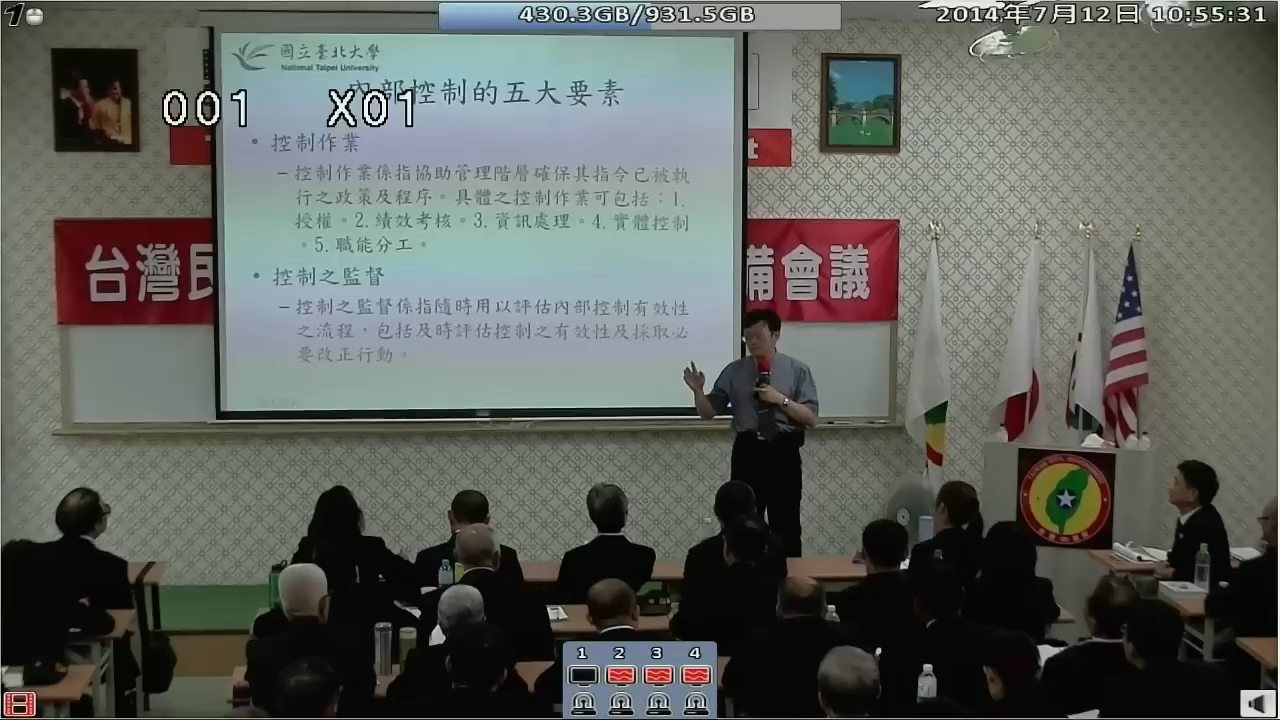 1
430.3GB/931.5GB
2014年7月12日 10:55:31
國立臺北大學
National Taipei University
內部控制的五大要素
001 X01
t
• 控制作業
–控制作業係指協助管理階層確保其指令已被執
行之政策及程序。具體之控制作業可包括：1.
授權。2.績效考核。3.資訊處理。4.實體控制
。5.職能分工。
• 控制之監督
–控制之監督係指隨時用以評估內部控制有效性
之流程，包括及時評估控制之有效性及採取必
要改正行動。
台灣民
備會議
1 2 3 4